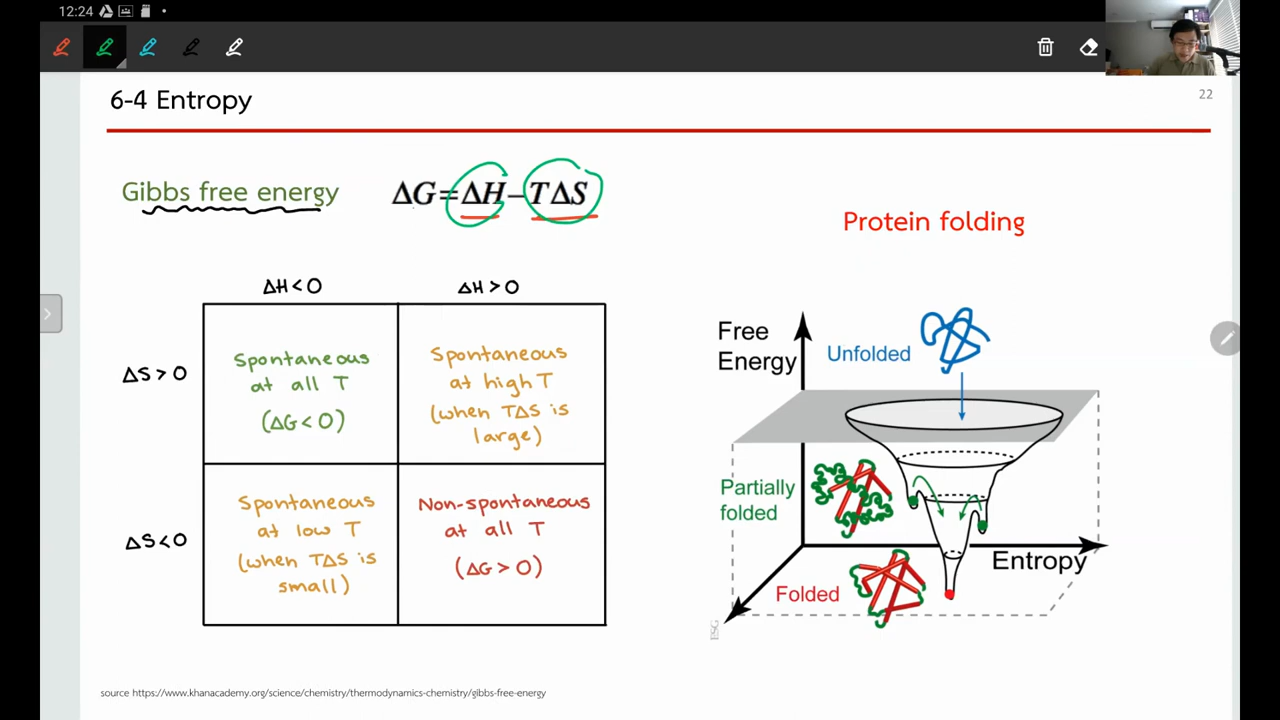 12:24
6-4 Entropy
22
Gibbs free energy
ΔG=ΔH−TΔS
Protein folding
ΔH<0
ΔH>0
ΔS>0
Spontaneous
at all T
(ΔG<0)
Spontaneous
at high T
(when TΔS is
large)
ΔS<0
Spontaneous
at low T
(when TΔS is
small)
Non-spontaneous
at all T
(ΔG>0)
Free
Energy
Unfolded
Partially
folded
Entropy
Folded
ESG
source https://www.khanacademy.org/science/chemistry/thermodynamics-chemistry/gibbs-free-energy